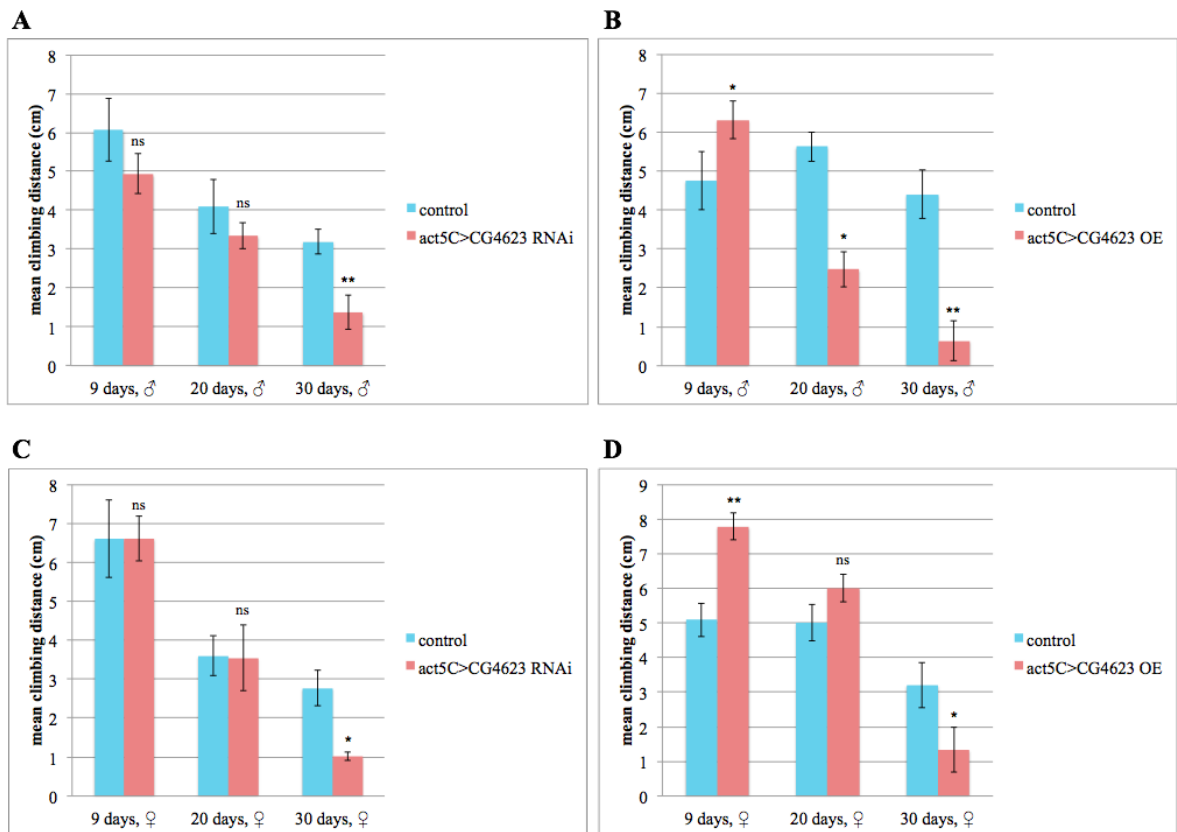 A
mean climbing distance (cm)
8
7
6
5
4
3
2
1
0
ns
ns
**
9 days, ♂
20 days, ♂
30 days, ♂
control
act5C>CG4623 RNAi
B
mean climbing distance (cm)
8
7
6
5
4
3
2
1
0
*
*
**
9 days, ♂
20 days, ♂
30 days, ♂
control
act5C>CG4623 OE
C
mean climbing distance (cm)
8
7
6
5
4
3
2
1
0
ns
ns
*
9 days, ♀
20 days, ♀
30 days, ♀
control
act5C>CG4623 RNAi
D
mean climbing distance (cm)
9
8
7
6
5
4
3
2
1
0
**
ns
*
9 days, ♀
20 days, ♀
30 days, ♀
control
act5C>CG4623 OE